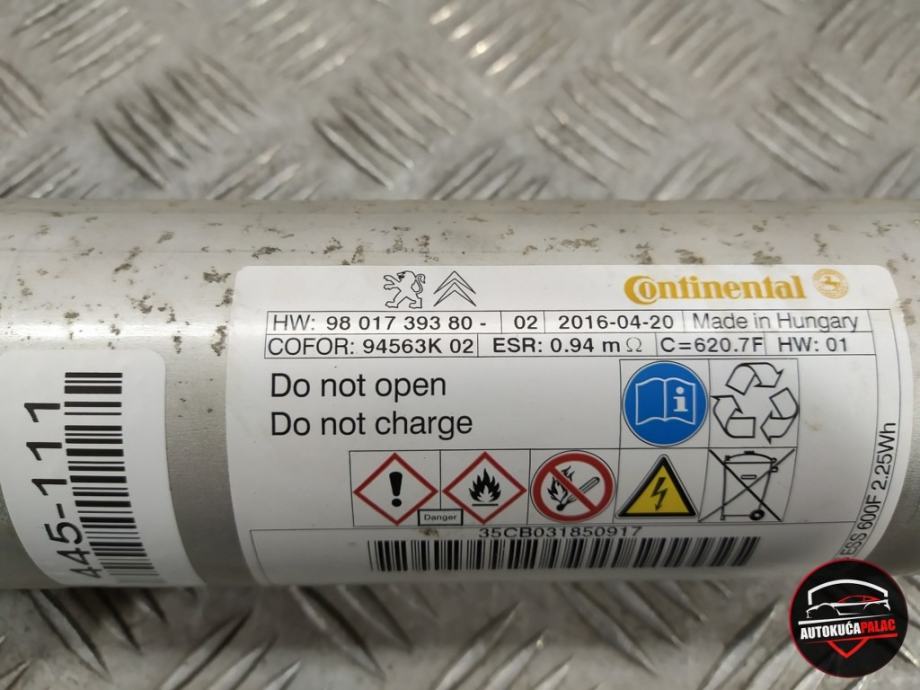 Continental
HW: 98 017 393 80 - 02 2016-04-20 Made in Hungary
COFOR: 94563K 02 ESR: 0.94 mΩ C=620.7F HW: 01
Do not open
Do not charge
Danger
35CB031850917
ESS 600F 2.25Wh
445-111
AUTOKUĆAPALAC